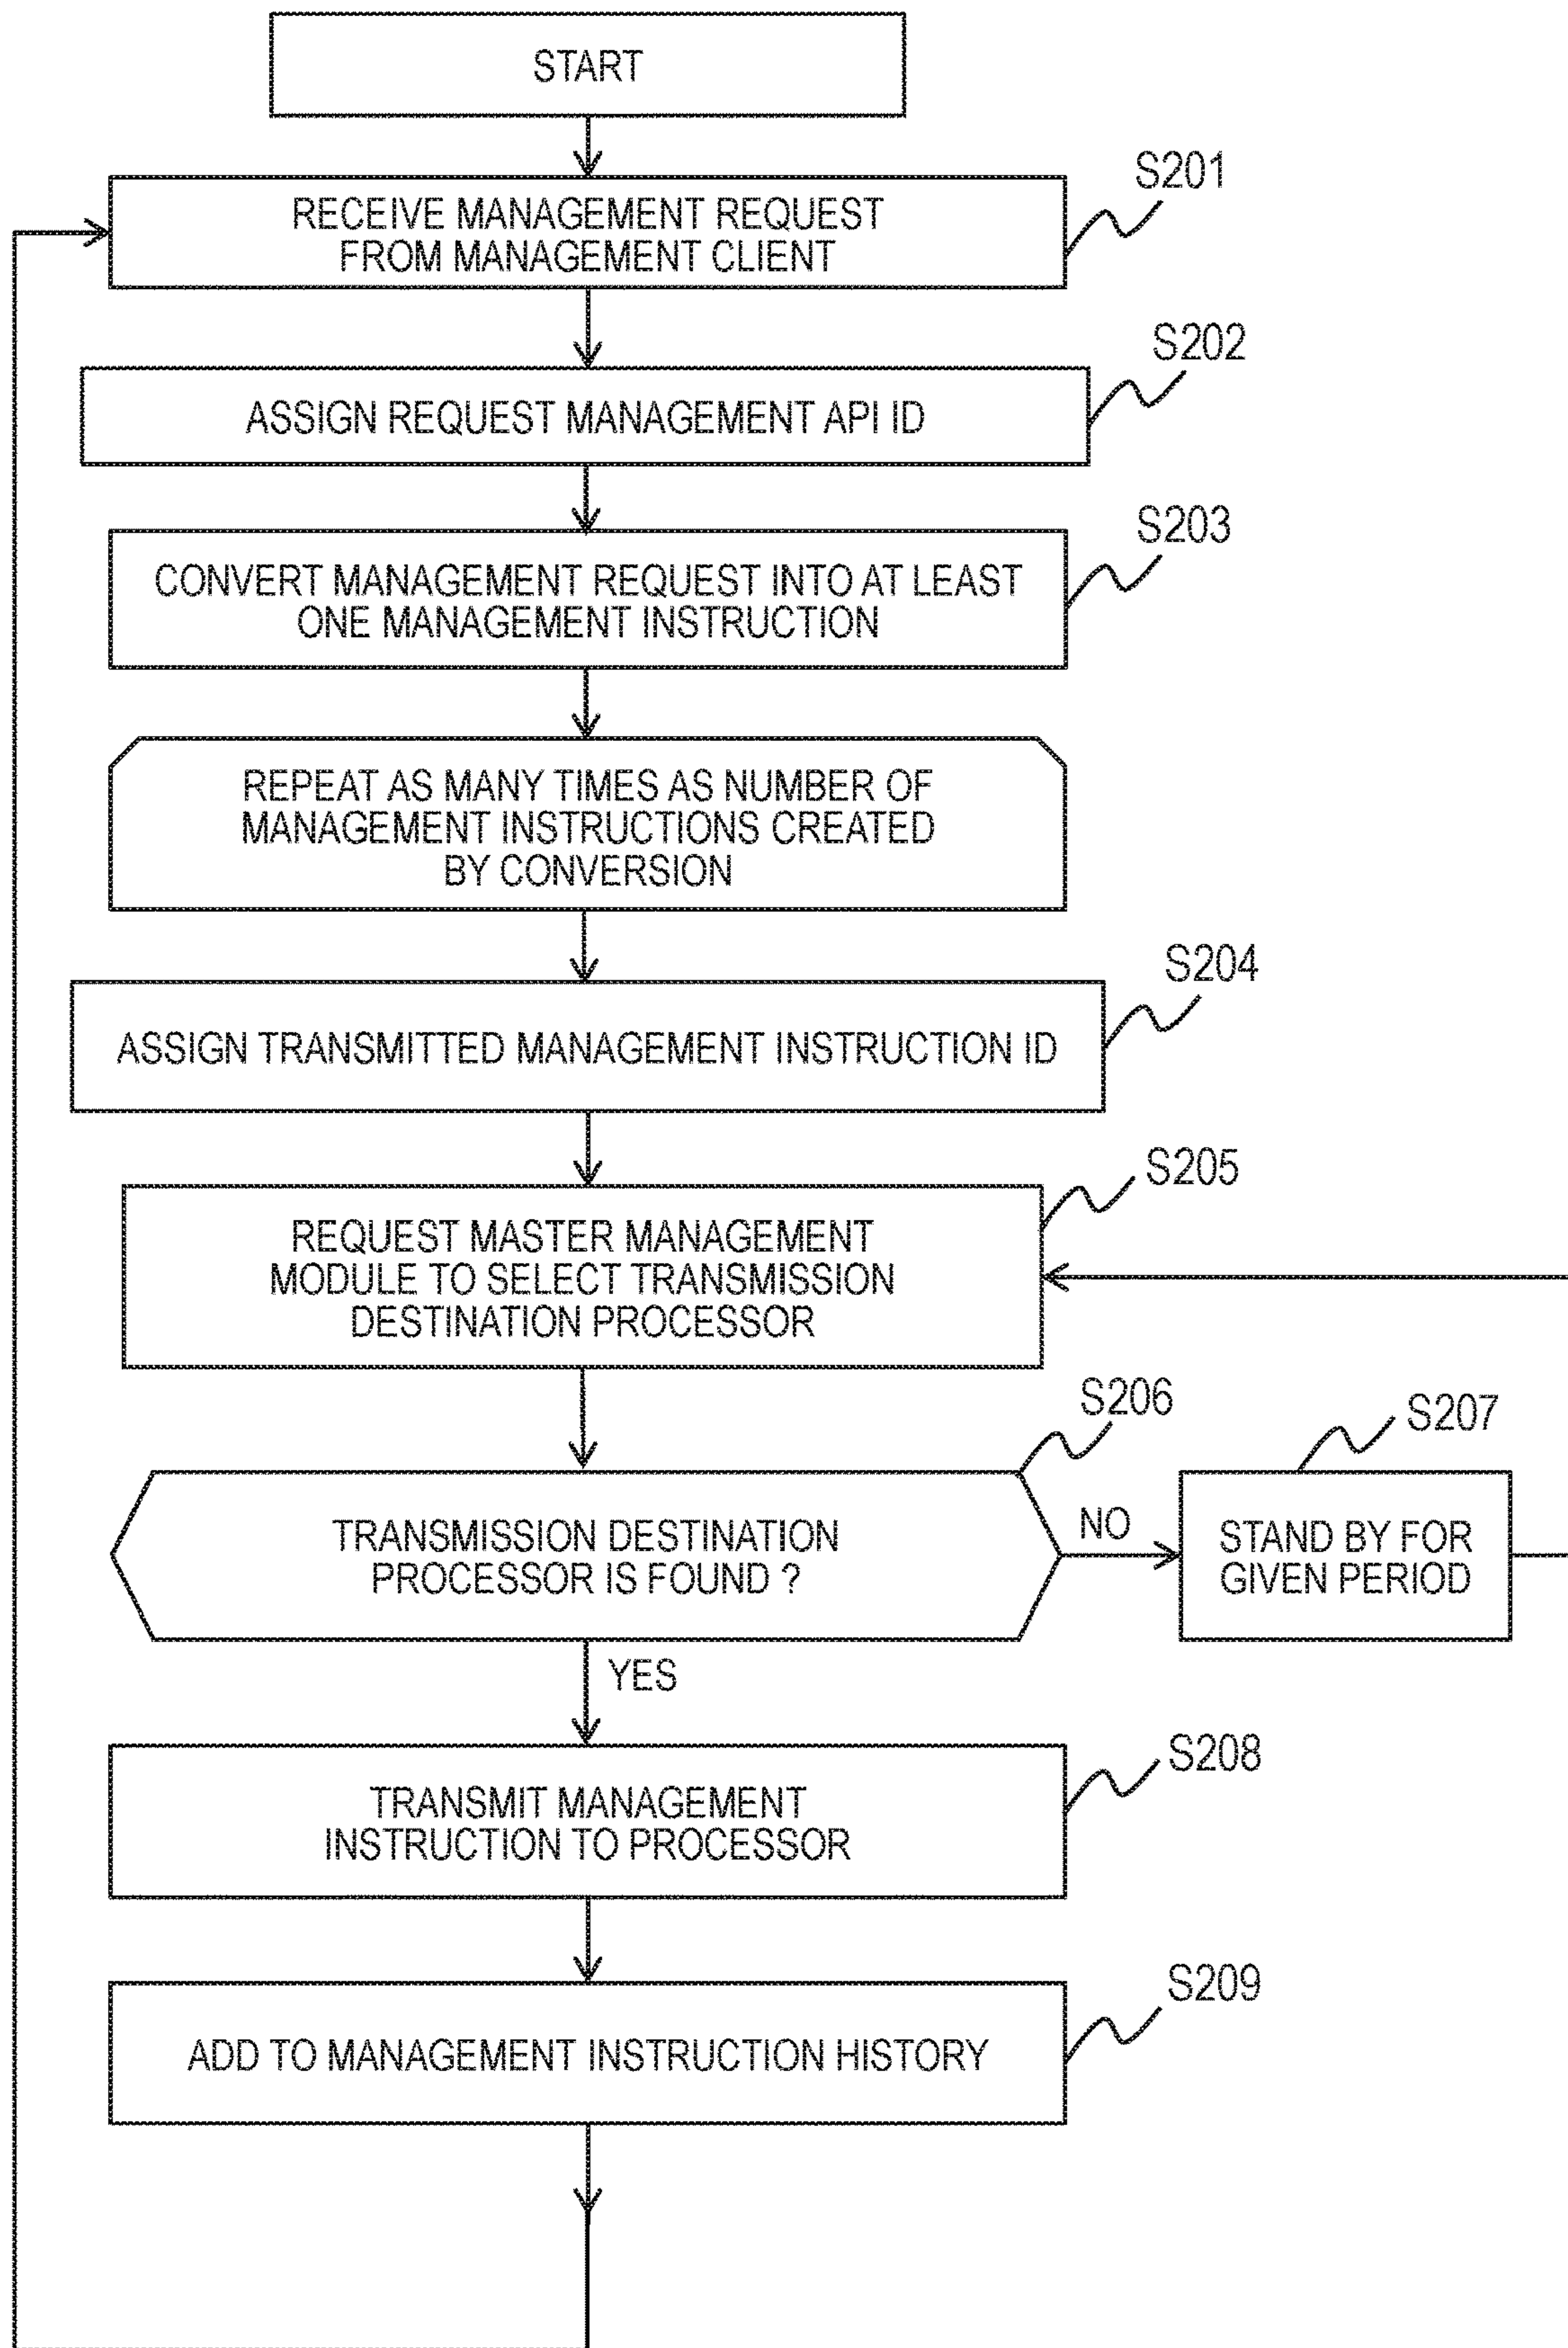 START
S201
RECEIVE MANAGEMENT REQUEST
FROM MANAGEMENT CLIENT
S202
ASSIGN REQUEST MANAGEMENT API ID
S203
CONVERT MANAGEMENT REQUEST INTO AT LEAST
ONE MANAGEMENT INSTRUCTION
REPEAT AS MANY TIMES AS NUMBER OF
MANAGEMENT INSTRUCTIONS CREATED
BY CONVERSION
S204
ASSIGN TRANSMITTED MANAGEMENT INSTRUCTION ID
S205
REQUEST MASTER MANAGEMENT
MODULE TO SELECT TRANSMISSION
DESTINATION PROCESSOR
S206
TRANSMISSION DESTINATION
PROCESSOR IS FOUND ?
NO
S207
STAND BY FOR
GIVEN PERIOD
YES
S208
TRANSMIT MANAGEMENT
INSTRUCTION TO PROCESSOR
S209
ADD TO MANAGEMENT INSTRUCTION HISTORY